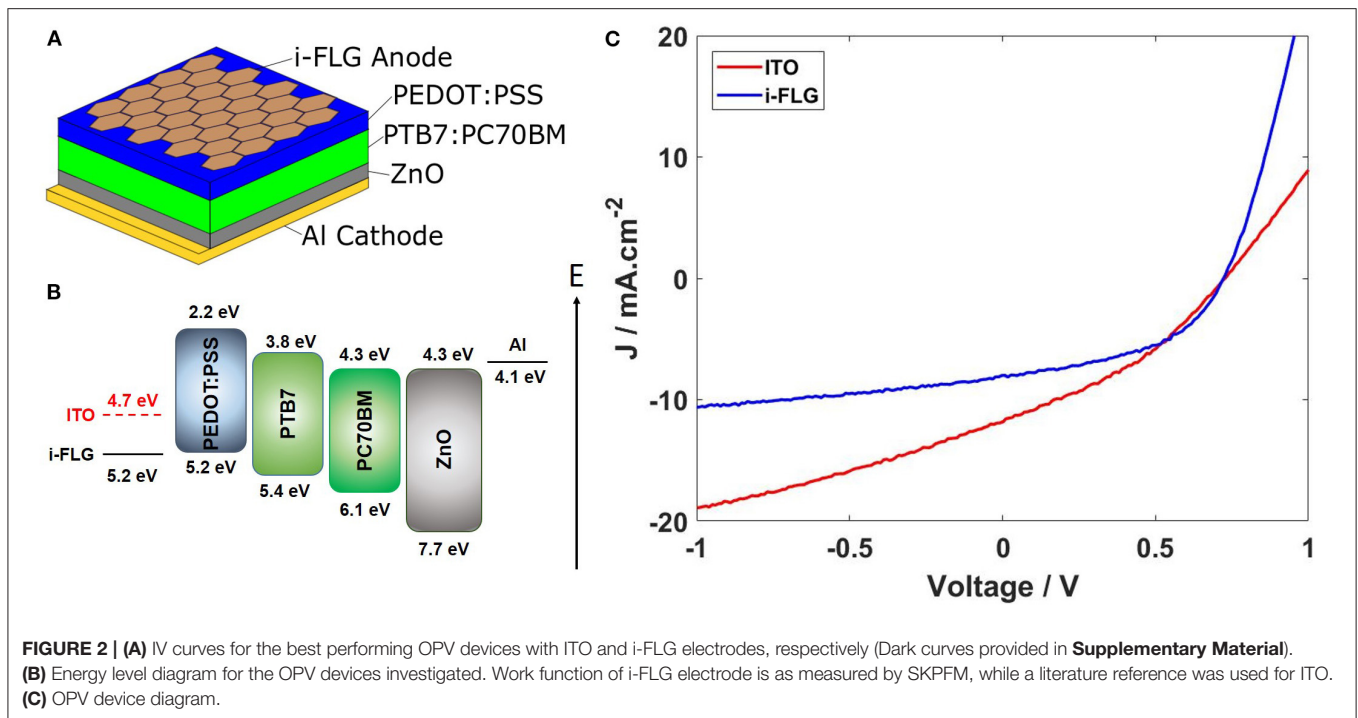 (A)
i-FLG Anode
PEDOT:PSS
PTB7:PC70BM
ZnO
Al Cathode
(B)
E
2.2 eV
3.8 eV
4.3 eV
4.3 eV
Al
4.1 eV
4.7 eV
ITO
i-FLG
5.2 eV
PEDOT:PSS
PTB7
PC70BM
ZnO
5.2 eV
5.4 eV
6.1 eV
7.7 eV
(C)
ITO
i-FLG
20
10
0
-10
-20
J / mA.cm-2
-1
-0.5
0
0.5
1
Voltage / V
FIGURE 2 | (A) IV curves for the best performing OPV devices with ITO and i-FLG electrodes, respectively (Dark curves provided in Supplementary Material).
(B) Energy level diagram for the OPV devices investigated. Work function of i-FLG electrode is as measured by SKPFM, while a literature reference was used for ITO.
(C) OPV device diagram.